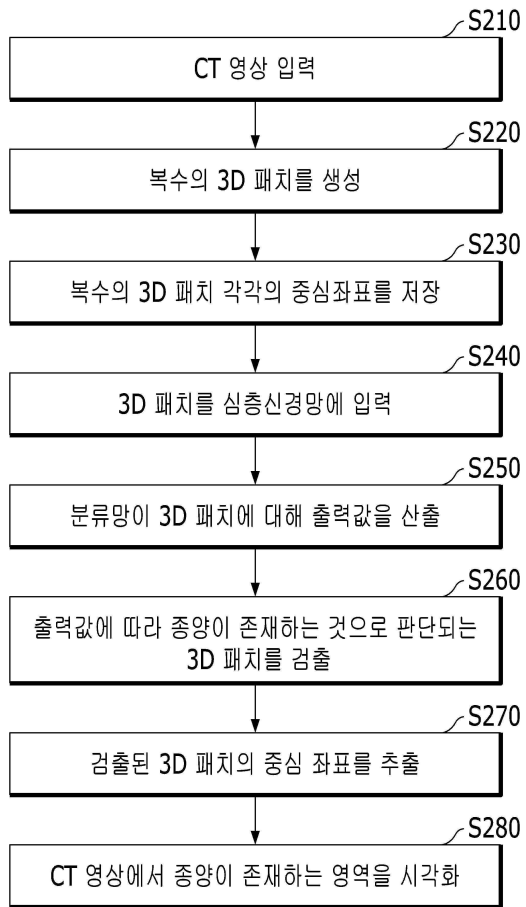 S210
CT 영상 입력
S220
복수의 3D 패치를 생성
S230
복수의 3D 패치 각각의 중심좌표를 저장
S240
3D 패치를 심층신경망에 입력
S250
분류망이 3D 패치에 대해 출력값을 산출
S260
출력값에 따라 종양이 존재하는 것으로 판단되는
3D 패치를 검출
S270
검출된 3D 패치의 중심 좌표를 추출
S280
CT 영상에서 종양이 존재하는 영역을 시각화